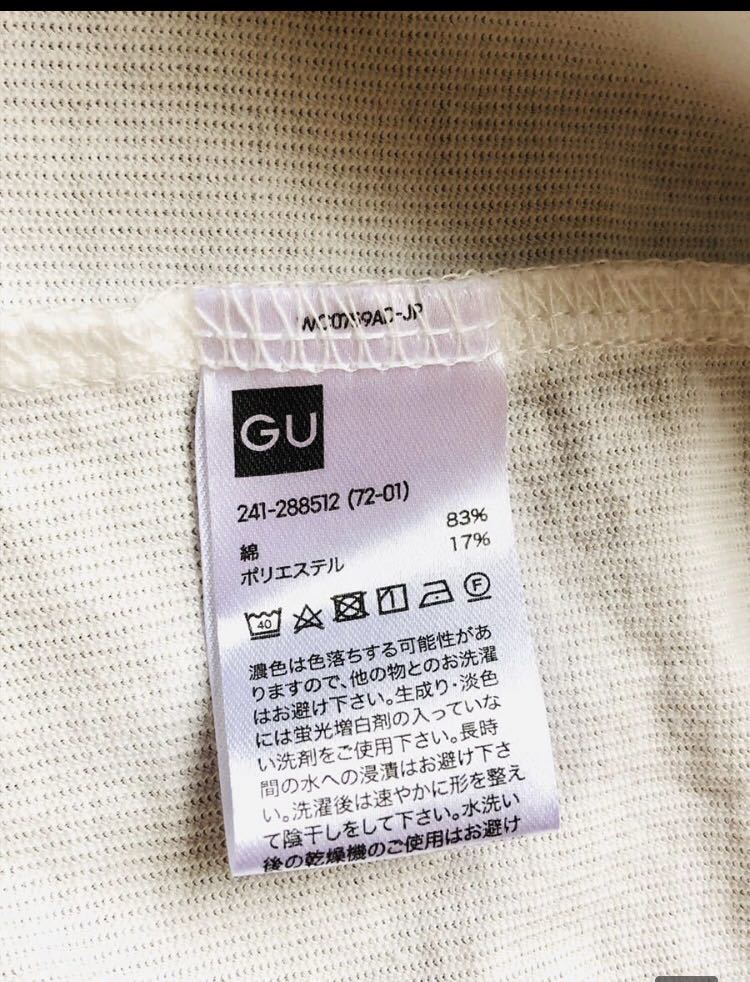 GU
241-288512 (72-01)
綿 83%
ポリエステル 17%
40 F
濃色は色落ちする可能性があ
りますので、他の物とのお洗濯
はお避け下さい。生成り・淡色
には蛍光増白剤の入っていな
い洗剤をご使用下さい。長時
間の水への浸漬はお避け下さ
い。洗濯後は速やかに形を整え
て陰干しをして下さい。水洗い
後の乾燥機のご使用はお避け